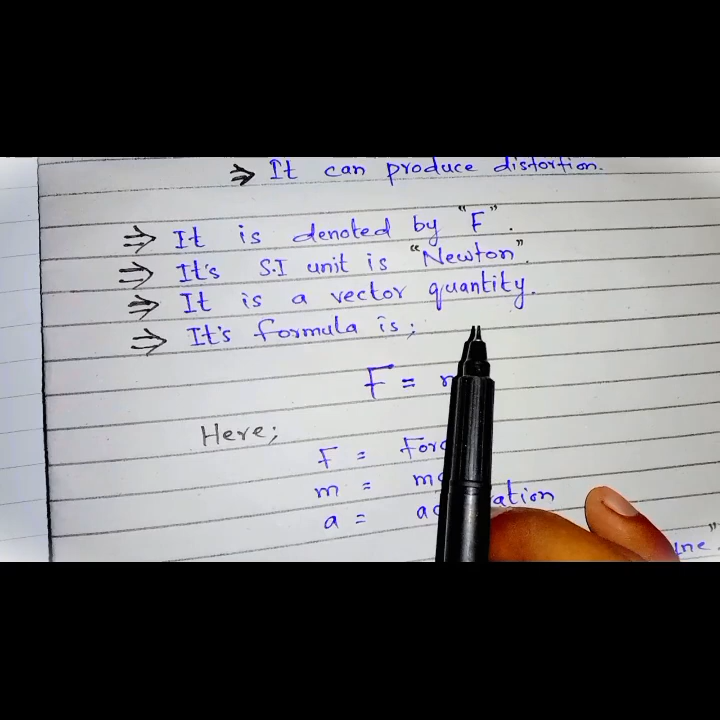 ⇒ It can produce distortion.
⇒ It is denoted by "F".
⇒ It's S.I unit is "Newton".
⇒ It is a vector quantity.
⇒ It's formula is;
F =
Here;
F =
m =
a =